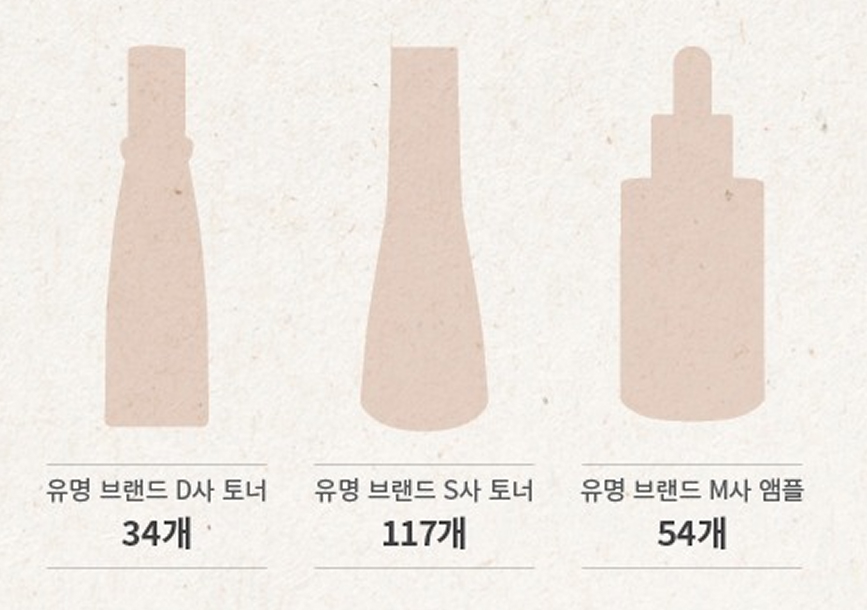 유명 브랜드 D사 토너
34개
유명 브랜드 S사 토너
117개
유명 브랜드 M사 앰플
54개